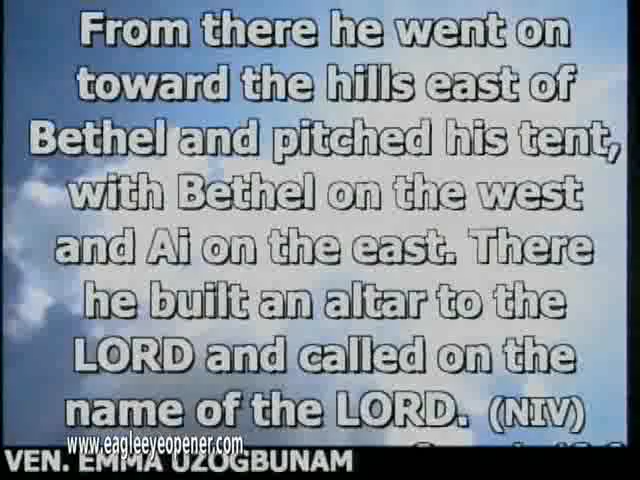 From there he went on
toward the hills east of
Bethel and pitched his tent,
with Bethel on the west
and Ai on the east. There
he built an altar to the
LORD and called on the
name of the LORD. (NIV)
www.eagleeyeopener.com
VEN. EMMA UZOGBUNAM